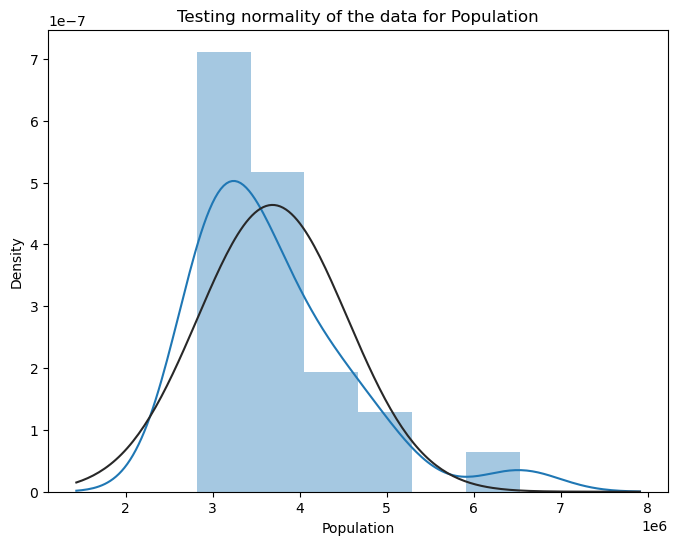 Testing normality of the data for Population
1e−7
7
6
5
4
3
2
1
0
Density
2 3 4 5 6 7 8
1e6
Population